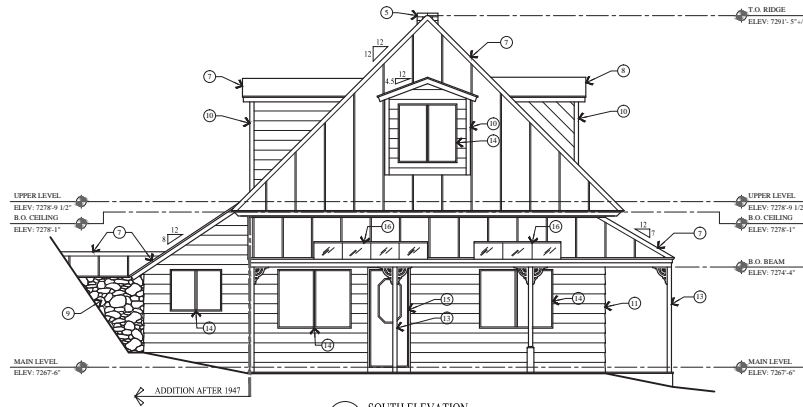 5
T.O. RIDGE
ELEV: 7291'- 5"+/
12
12
7
4.5
12
7
8
10
10
10
14
UPPER LEVEL
ELEV: 7278'-9 1/2"
B.O. CEILING
ELEV: 7278'-1"
UPPER LEVEL
ELEV: 7278'-9 1/2
B.O. CEILING
ELEV: 7278'-1"
7
12
8
16
16
12
7
7
B.O. BEAM
ELEV: 7274'-4"
9
14
14
15
13
14
11
13
MAIN LEVEL
ELEV: 7267'-6"
MAIN LEVEL
ELEV: 7267'-6"
ADDITION AFTER 1947
SOUTH ELEVATION